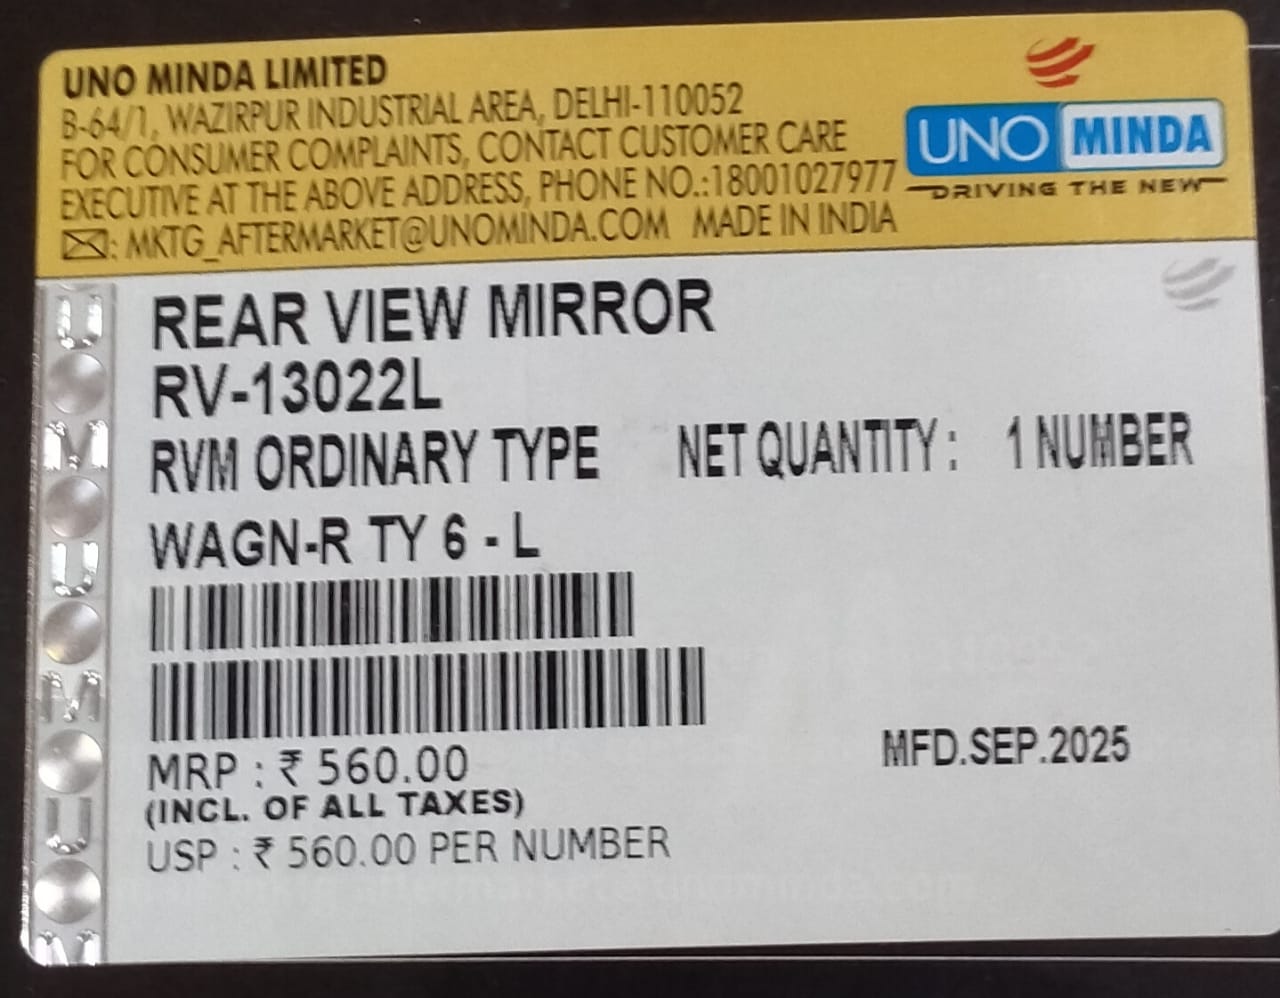 UNO MINDA LIMITED
B-64/1, WAZIRPUR INDUSTRIAL AREA, DELHI-110052
FOR CONSUMER COMPLAINTS, CONTACT CUSTOMER CARE
EXECUTIVE AT THE ABOVE ADDRESS, PHONE NO.:18001027977
: MKTG_AFTERMARKET@UNOMINDA.COM MADE IN INDIA
UNO MINDA
DRIVING THE NEW
REAR VIEW MIRROR
RV-13022L
RVM ORDINARY TYPE NET QUANTITY : 1 NUMBER
WAGN-R TY 6 - L
MRP : ₹ 560.00
(INCL. OF ALL TAXES)
USP : ₹ 560.00 PER NUMBER
MFD.SEP.2025
U
M
U
M
U
M